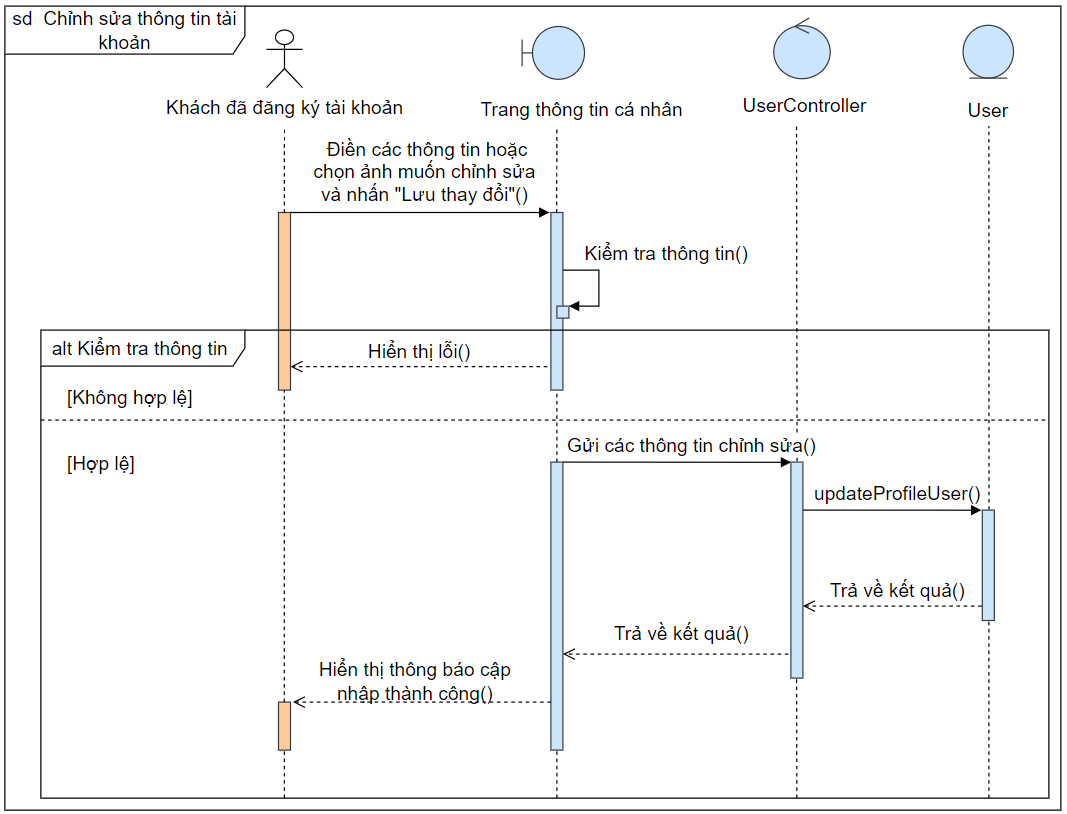 sd Chỉnh sửa thông tin tài
khoản
Khách đã đăng ký tài khoản
Trang thông tin cá nhân
UserController
User
Điền các thông tin hoặc
chọn ảnh muốn chỉnh sửa
và nhấn "Lưu thay đổi"()
Kiểm tra thông tin()
alt Kiểm tra thông tin
Hiển thị lỗi()
[Không hợp lệ]
Gửi các thông tin chỉnh sửa()
[Hợp lệ]
updateProfileUser()
Trả về kết quả()
Trả về kết quả()
Hiển thị thông báo cập
nhâp thành công()